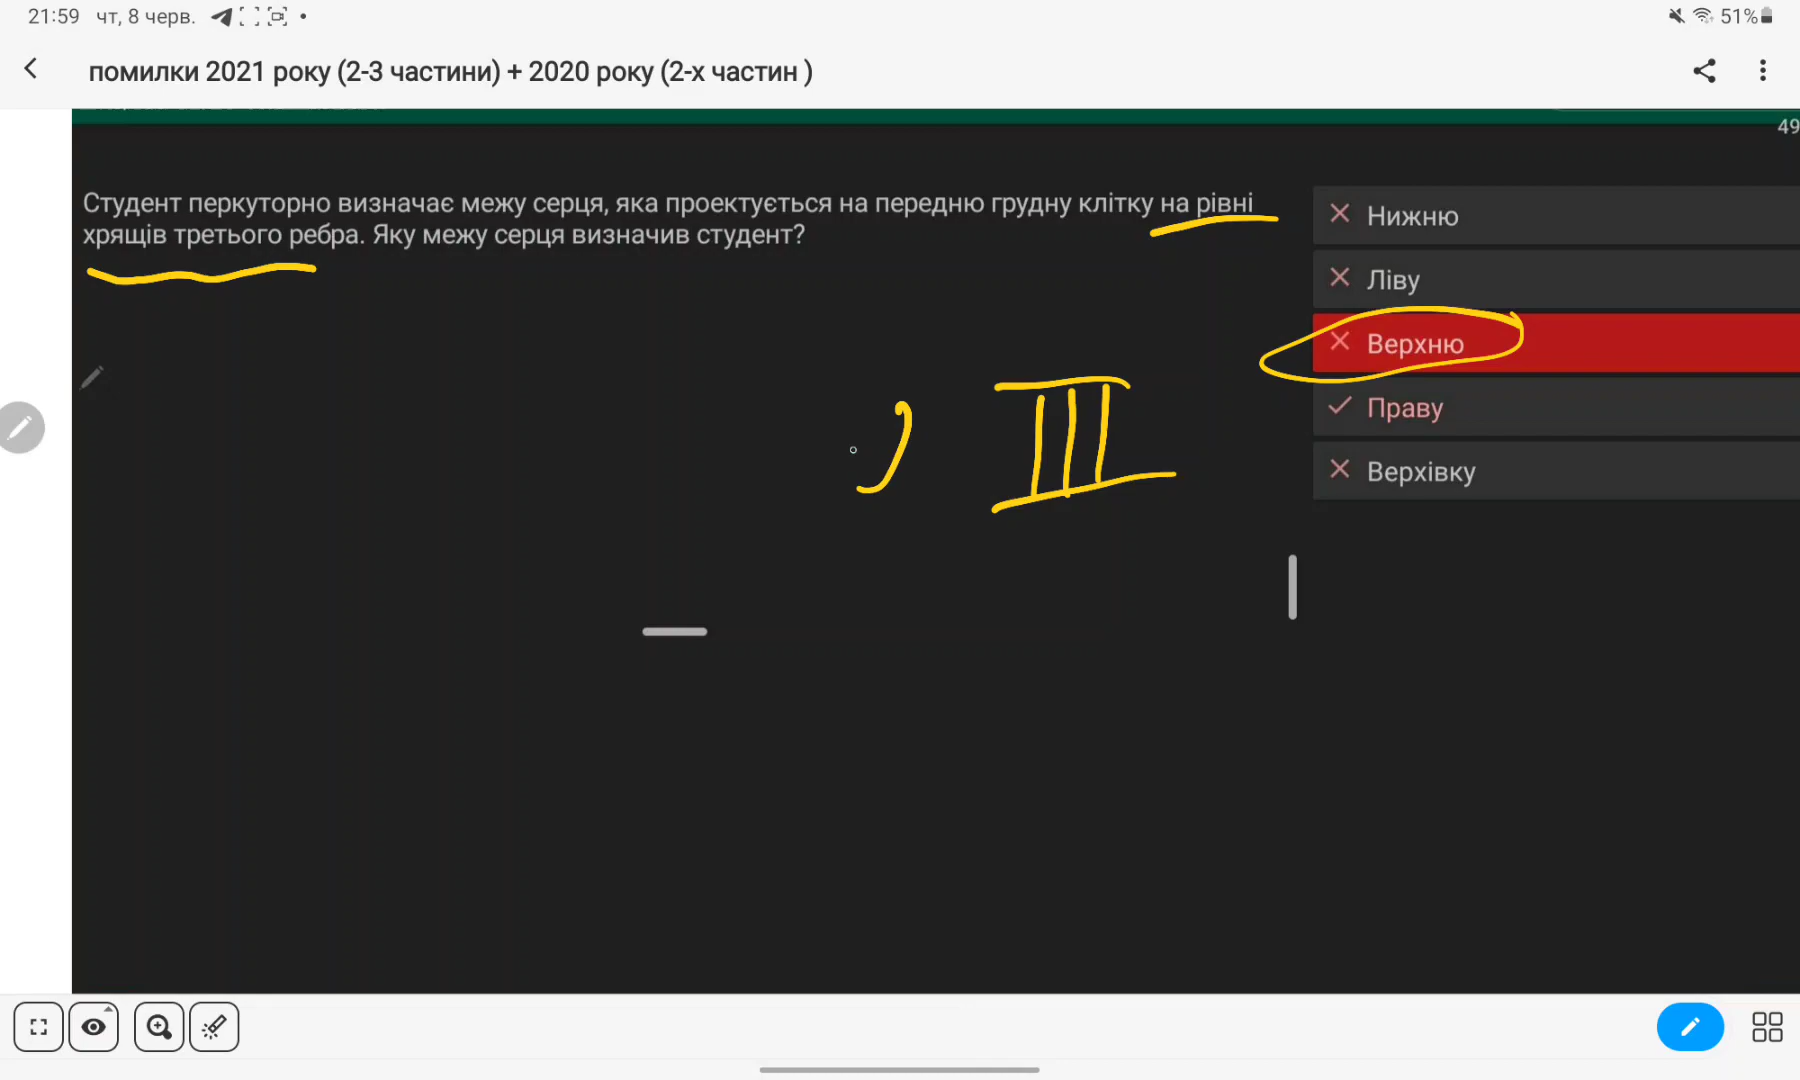 21:59 чт, 8 черв.
51%
помилки 2021 року (2-3 частини) + 2020 року (2-х частин )
49
Студент перкуторно визначає межу серця, яка проектується на передню грудну клітку на рівні
хрящів третього ребра. Яку межу серця визначив студент?
Нижню
Ліву
Верхню
Праву
Верхівку
III